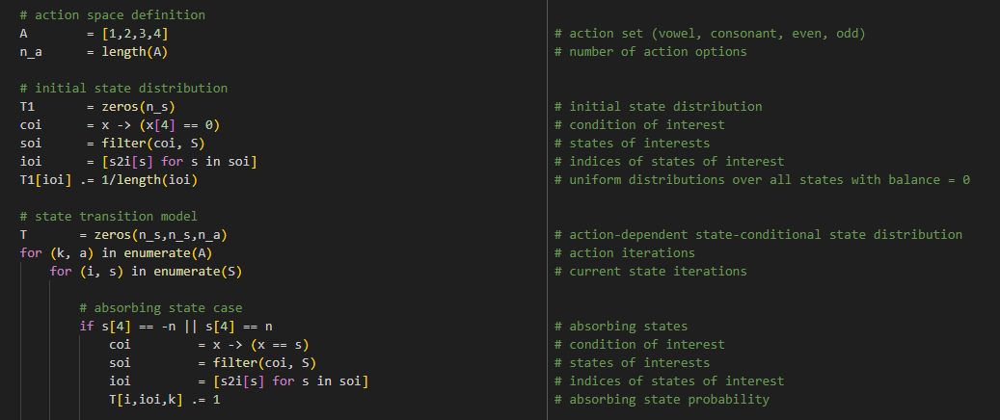 # action space definition
A = [1,2,3,4] # action set (vowel, consonant, even, odd)
n_a = length(A) # number of action options
# initial state distribution
T1 = zeros(n_s) # initial state distribution
coi = x -> (x[4] == 0) # condition of interest
soi = filter(coi, S) # states of interests
ioi = [s2i[s] for s in soi] # indices of states of interest
T1[ioi] .= 1/length(ioi) # uniform distributions over all states with balance = 0
# state transition model
T = zeros(n_s,n_s,n_a) # action-dependent state-conditional state distribution
for (k, a) in enumerate(A) # action iterations
for (i, s) in enumerate(S) # current state iterations
# absorbing state case
if s[4] == -n || s[4] == n # absorbing states
coi = x -> (x == s) # condition of interest
soi = filter(coi, S) # states of interests
ioi = [s2i[s] for s in soi] # indices of states of interest
T[i,ioi,k] .= 1 # absorbing state probability